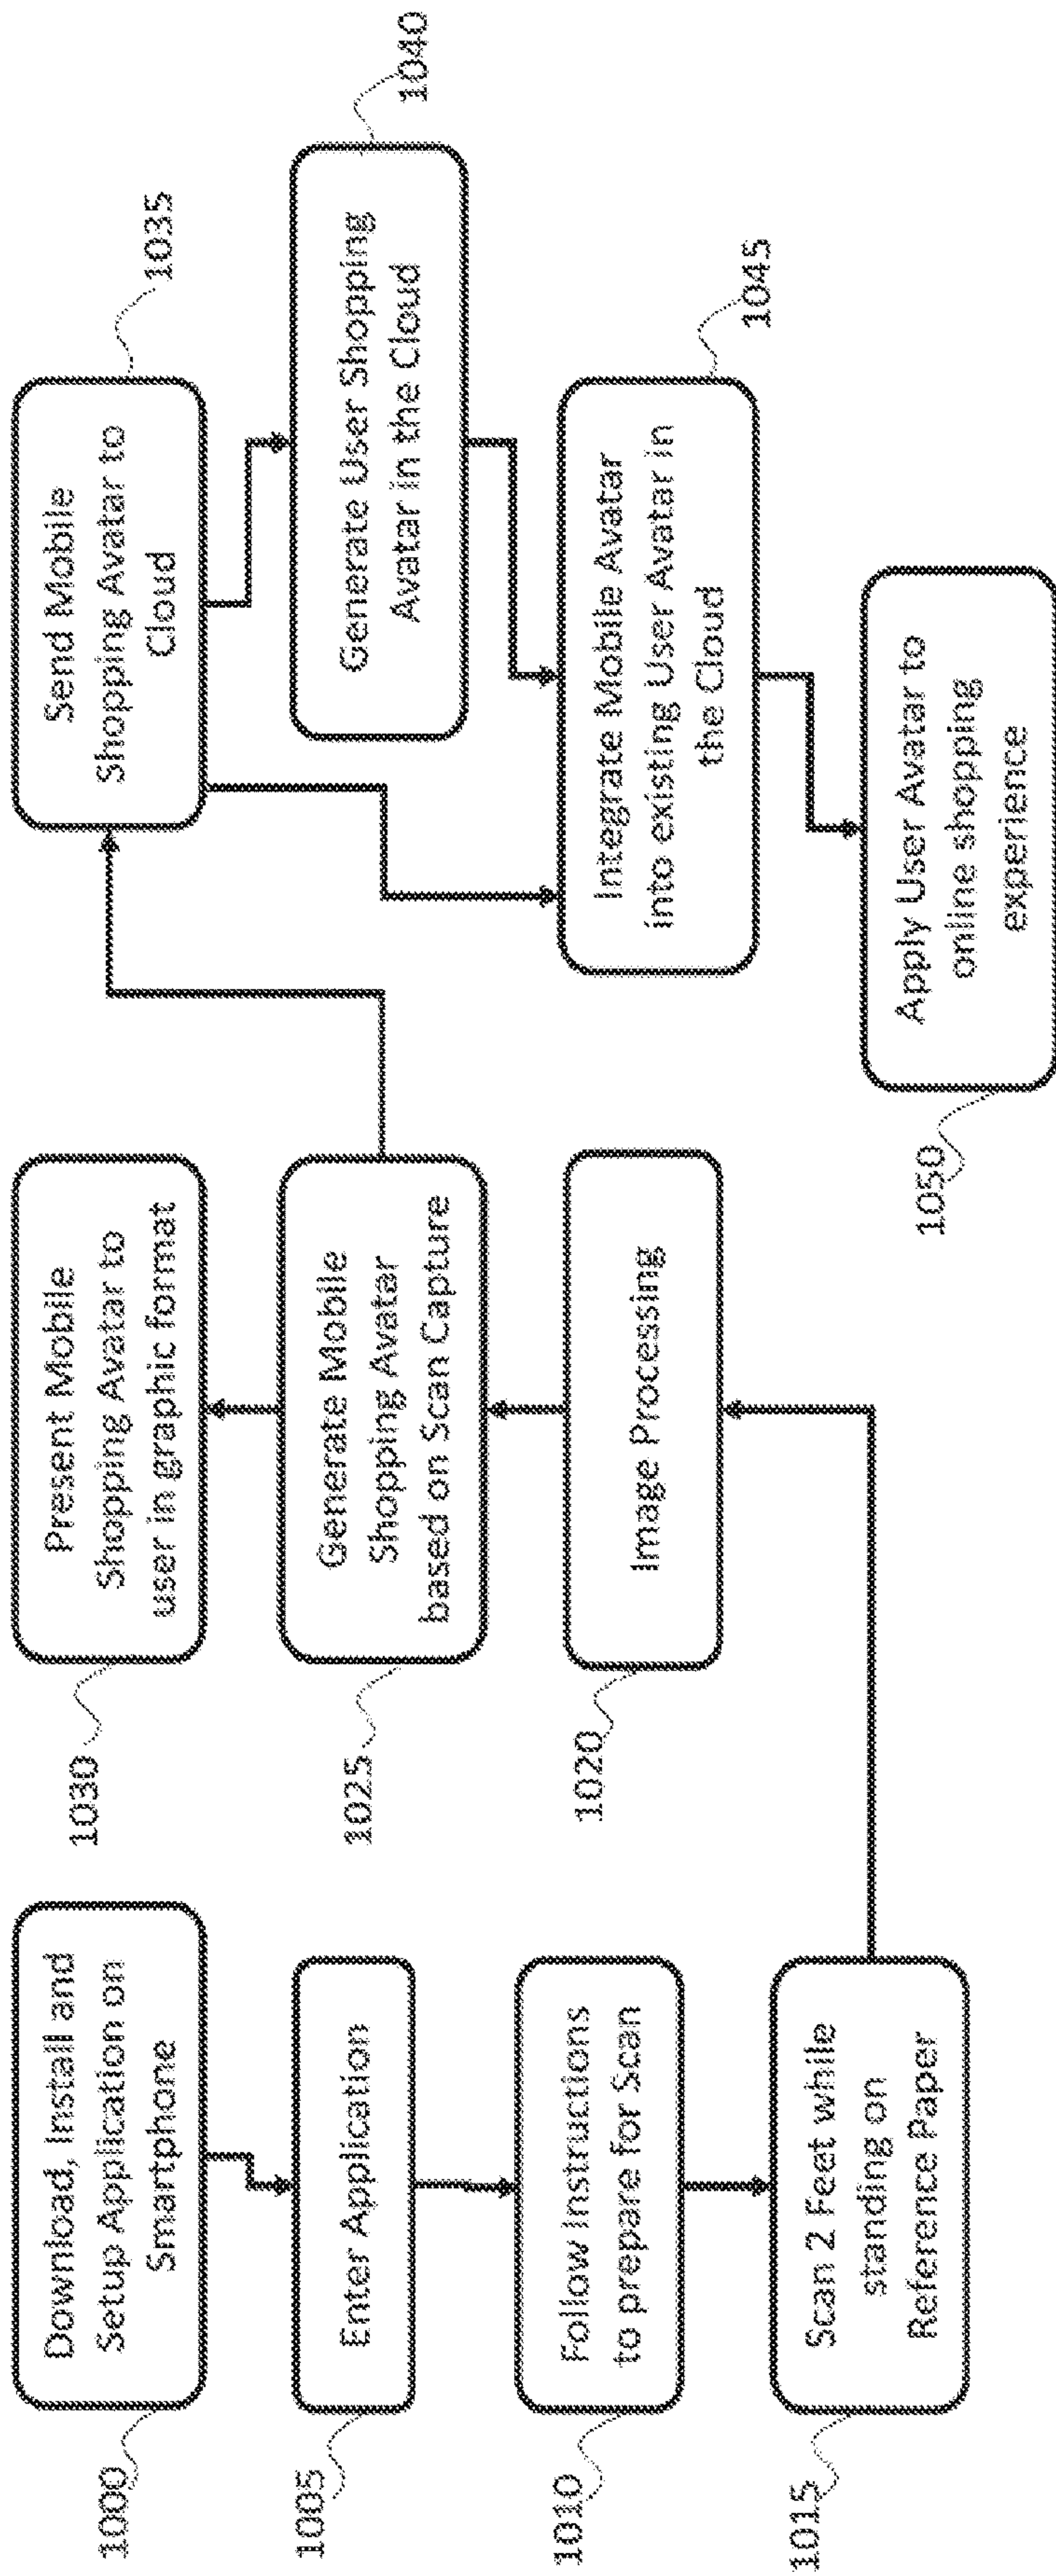 1000
Download, Install and
Setup Application on
Smartphone
1005
Enter Application
1010
Follow Instructions
to prepare for Scan
1015
Scan 2 Feet while
standing on
Reference Paper
1020
Image Processing
1025
Generate Mobile
Shopping Avatar
based on Scan Capture
1030
Present Mobile
Shopping Avatar to
user in graphic format
1035
Send Mobile
Shopping Avatar to
Cloud
1040
Generate User Shopping
Avatar in the Cloud
1045
Integrate Mobile Avatar
into existing User Avatar in
the Cloud
1050
Apply User Avatar to
online shopping
experience